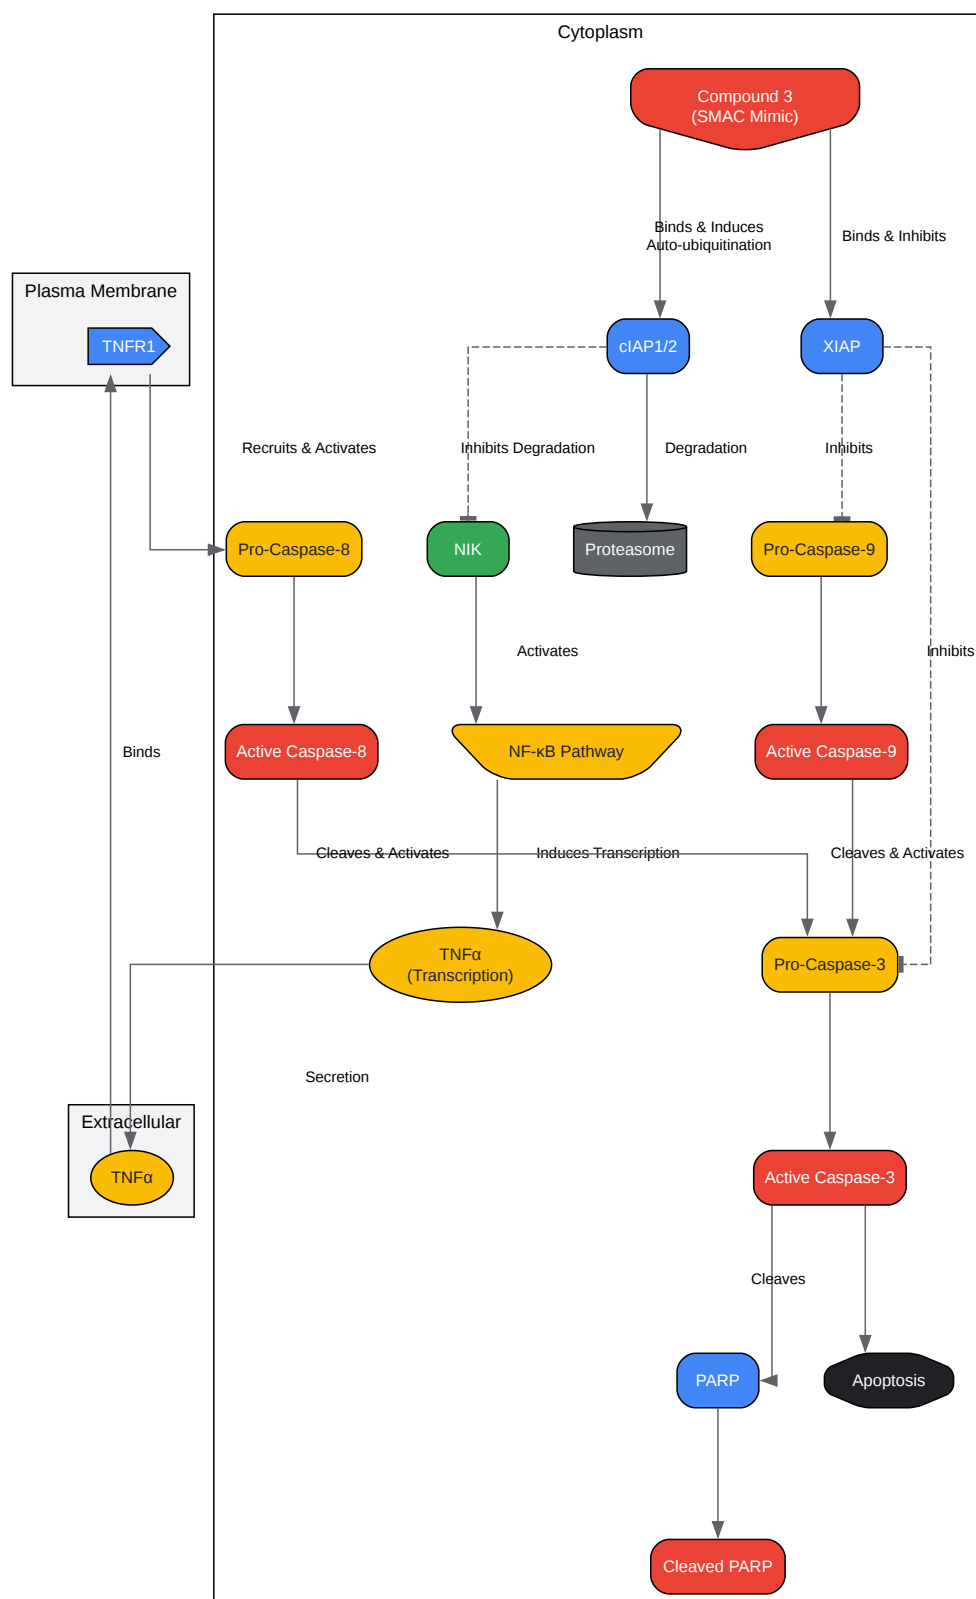 Cytoplasm
Compound 3
(SMAC Mimic)
Binds & Induces
Auto-ubiquitination
Binds & Inhibits
Plasma Membrane
TNFR1
cIAP1/2
XIAP
Recruits & Activates
Inhibits Degradation
Degradation
Inhibits
Pro-Caspase-8
NIK
Proteasome
Pro-Caspase-9
Activates
Inhibits
Binds
Active Caspase-8
NF-κB Pathway
Active Caspase-9
Cleaves & Activates
Induces Transcription
Cleaves & Activates
TNFα
(Transcription)
Pro-Caspase-3
Secretion
Extracellular
TNFα
Active Caspase-3
Cleaves
PARP
Apoptosis
Cleaved PARP